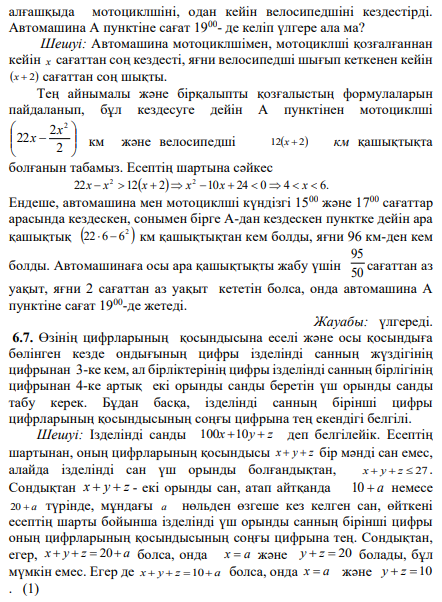 алғашқыда мотоциклшіні, одан кейін велосипедшіні кездестірді.
Автомашина А пунктіне сағат 19⁰⁰- де келіп үлгере ала ма?
Шешуі: Автомашина мотоциклшімен, мотоциклші қозғалғаннан
кейін x сағаттан соң кездесті, яғни велосипедші шығып кеткенен кейін
(x + 2) сағаттан соң шықты.
Тең айнымалы және бірқалыпты қозғалыстың формулаларын
пайдаланып, бұл кездесуге дейін А пунктінен мотоциклші
(22x − 2x²/2) км және велосипедші 12(x + 2) км қашықтықта
болғанын табамыз. Есептің шартына сәйкес
22x − x² > 12(x + 2) ⇒ x² − 10x + 24 < 0 ⇒ 4 < x < 6.
Ендеше, автомашина мен мотоциклші күндізгі 15⁰⁰ және 17⁰⁰ сағаттар
арасында кездескен, сонымен бірге А-дан кездескен пунктке дейін ара
қашықтық (22 · 6 − 6²) км қашықтықтан кем болды, яғни 96 км-ден кем
болды. Автомашинаға осы ара қашықтықты жабу үшін 95/50 сағаттан аз
уақыт, яғни 2 сағаттан аз уақыт кететін болса, онда автомашина А
пунктіне сағат 19⁰⁰-де жетеді.
Жауабы: үлгереді.
6.7. Өзінің цифрларының қосындысына еселі және осы қосындыға
бөлінген кезде ондығының цифры ізделінді санның жүздігінің
цифрынан 3-ке кем, ал бірліктерінің цифры ізделінді санның бірлігінің
цифрынан 4-ке артық екі орынды санды беретін үш орынды санды
табу керек. Бұдан басқа, ізделінді санның бірінші цифры
цифрларының қосындысының соңғы цифрына тең екендігі белгілі.
Шешуі: Ізделінді санды 100x + 10y + z деп белгілейік. Есептің
шартынан, оның цифрларының қосындысы x + y + z бір мәнді сан емес,
алайда ізделінді сан үш орынды болғандықтан, x + y + z ≤ 27.
Сондықтан x + y + z - екі орынды сан, атап айтқанда 10 + a немесе
20 + a түрінде, мұндағы a нөльден өзгеше кез келген сан, өйткені
есептің шарты бойынша ізделінді үш орынды санның бірінші цифры
оның цифрларының қосындысының соңғы цифрына тең. Сондықтан,
егер, x + y + z = 20 + a болса, онда x = a және y + z = 20 болады, бұл
мүмкін емес. Егер де x + y + z = 10 + a болса, онда x = a және y + z = 10
. (1)